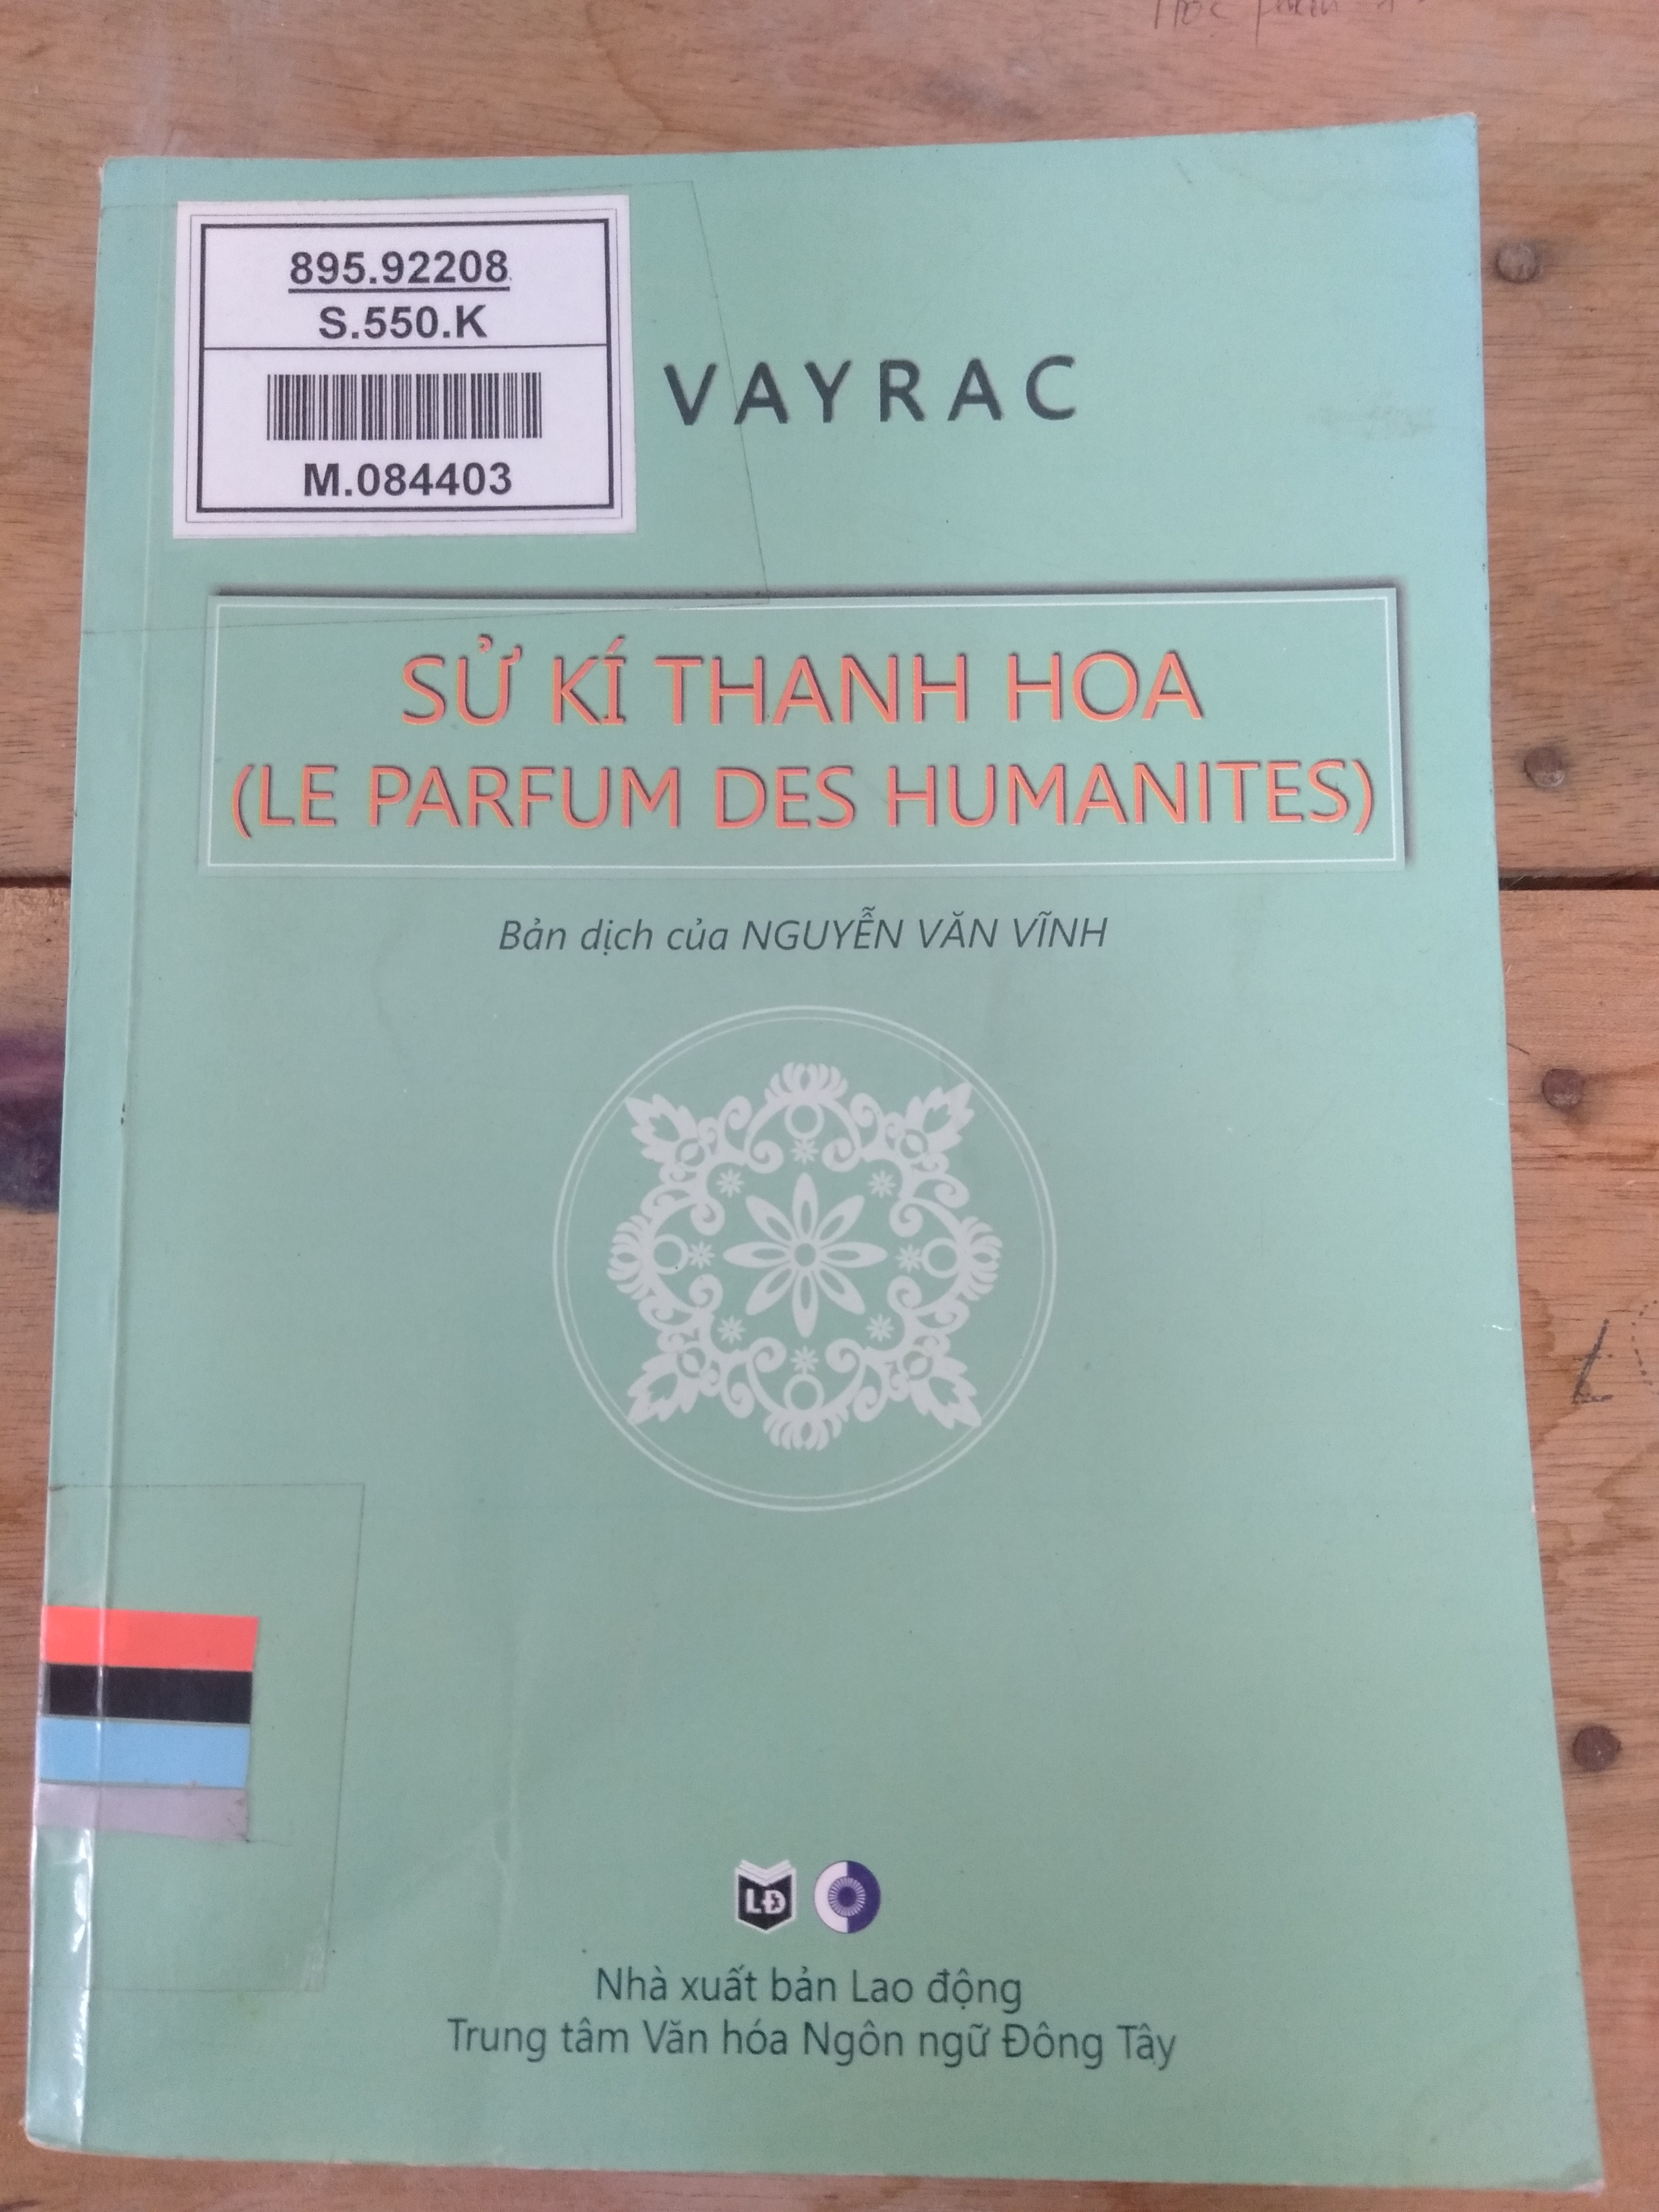 895.92208
S.550.K
M.084403
VAYRAC
SỬ KÍ THANH HOA
(LE PARFUM DES HUMANITES)
Bản dịch của NGUYỄN VĂN VĨNH
LĐ
Nhà xuất bản Lao động
Trung tâm Văn hóa Ngôn ngữ Đông Tây